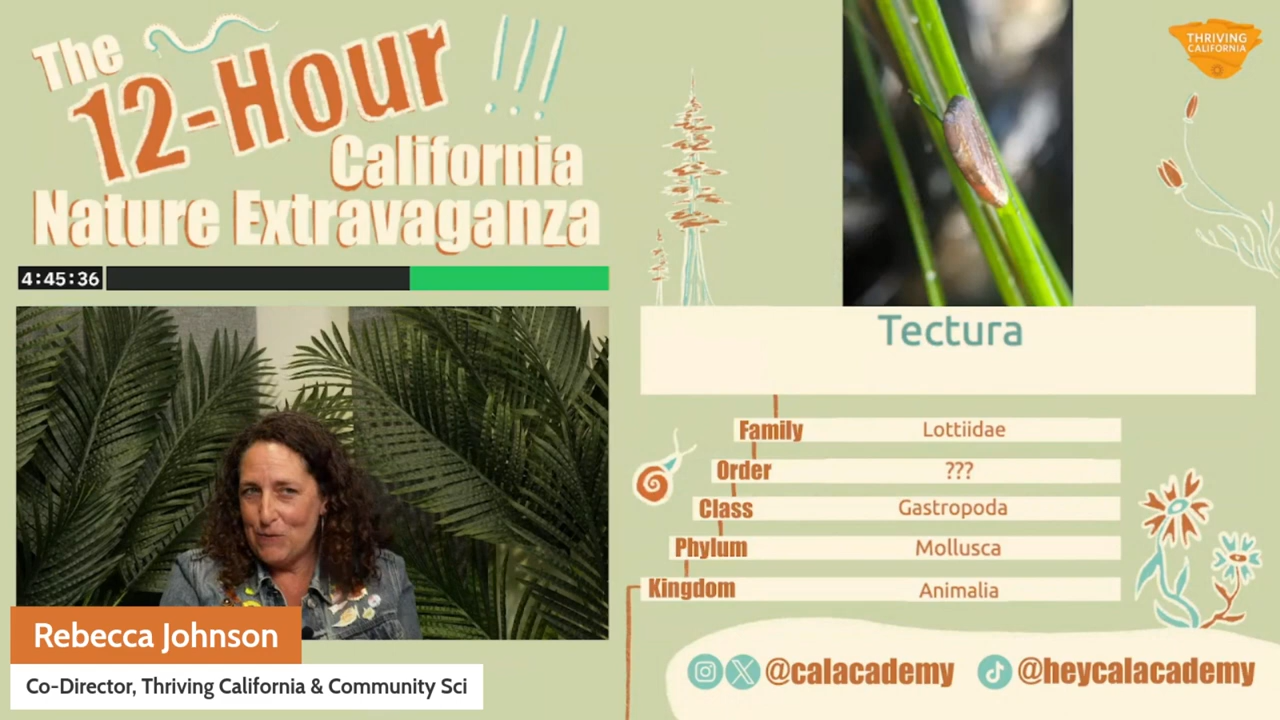 The
12-Hour
!!!
California
Nature Extravaganza
4:45:36
THRIVING
CALIFORNIA
Tectura
Family Lottiidae
Order ???
Class Gastropoda
Phylum Mollusca
Kingdom Animalia
Rebecca Johnson
Co-Director, Thriving California & Community Sci
@calacademy @heycalacademy